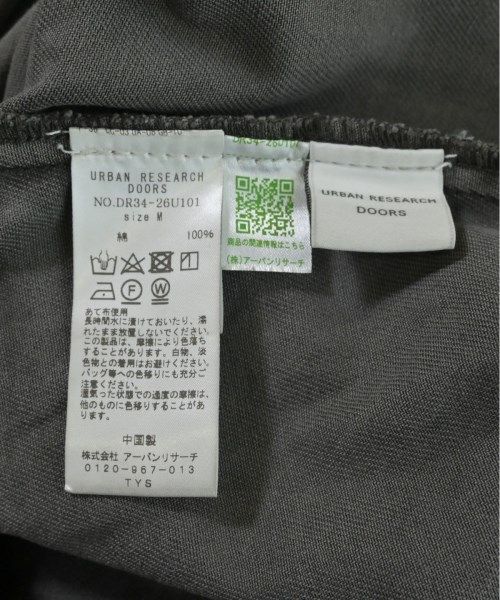 URBAN RESEARCH
DOORS
NO.DR34-26U101
size M
綿 100%
あて布使用
長時間水に漬けておいたり、濡
れたまま放置しないでください。
この製品は、摩擦により色落ち
することがあります。白物、淡
色物との着用はお避けください。
バッグ等への色移りにも充分ご
注意ください。
湿気った状態での過度の摩擦は、
他のものに色移りすることがあ
ります。
中国製
株式会社 アーバンリサーチ
0120-967-013
TYS
DR34-26U101
商品の関連情報はこちら
(株)アーバンリサーチ
URBAN RESEARCH
DOORS